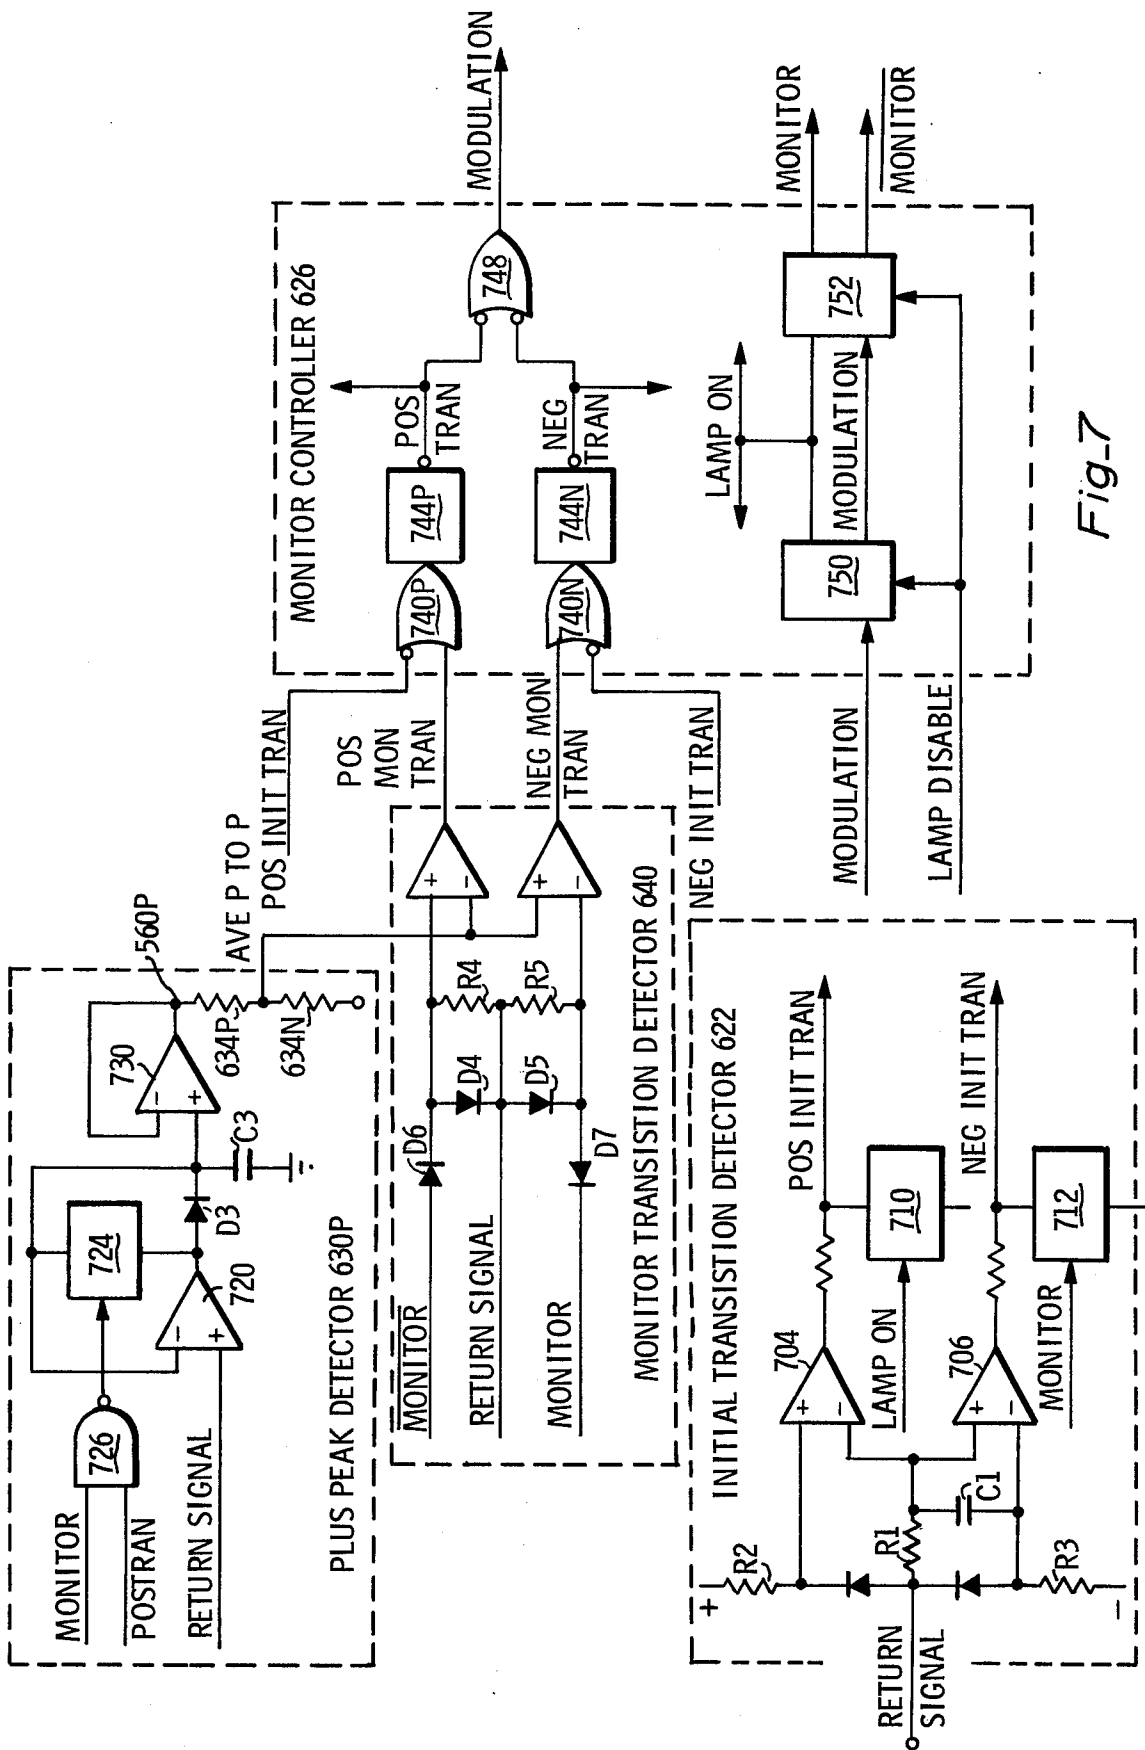 MONITOR
POSTRAN
RETURN SIGNAL
726
724
720
730
D3
C3
560P
634P
634N
AVE P TO P
PLUS PEAK DETECTOR 630P
MONITOR
RETURN SIGNAL
MONITOR
D6
D4
D5
D7
R4
R5
+
−
+
−
MONITOR TRANSISTION DETECTOR 640
POS INIT TRAN
POS
MON
TRAN
NEG MON
TRAN
NEG INIT TRAN
MONITOR CONTROLLER 626
740P
744P
POS
TRAN
740N
744N
NEG
TRAN
748
MODULATION
LAMP ON
MODULATION
750
MODULATION
752
LAMP DISABLE
MONITOR
MONITOR
INITIAL TRANSISTION DETECTOR 622
RETURN
SIGNAL
+
R2
R1
C1
R3
−
704
+
−
706
+
−
LAMP ON
710
MONITOR
712
POS INIT TRAN
NEG INIT TRAN
Fig_7